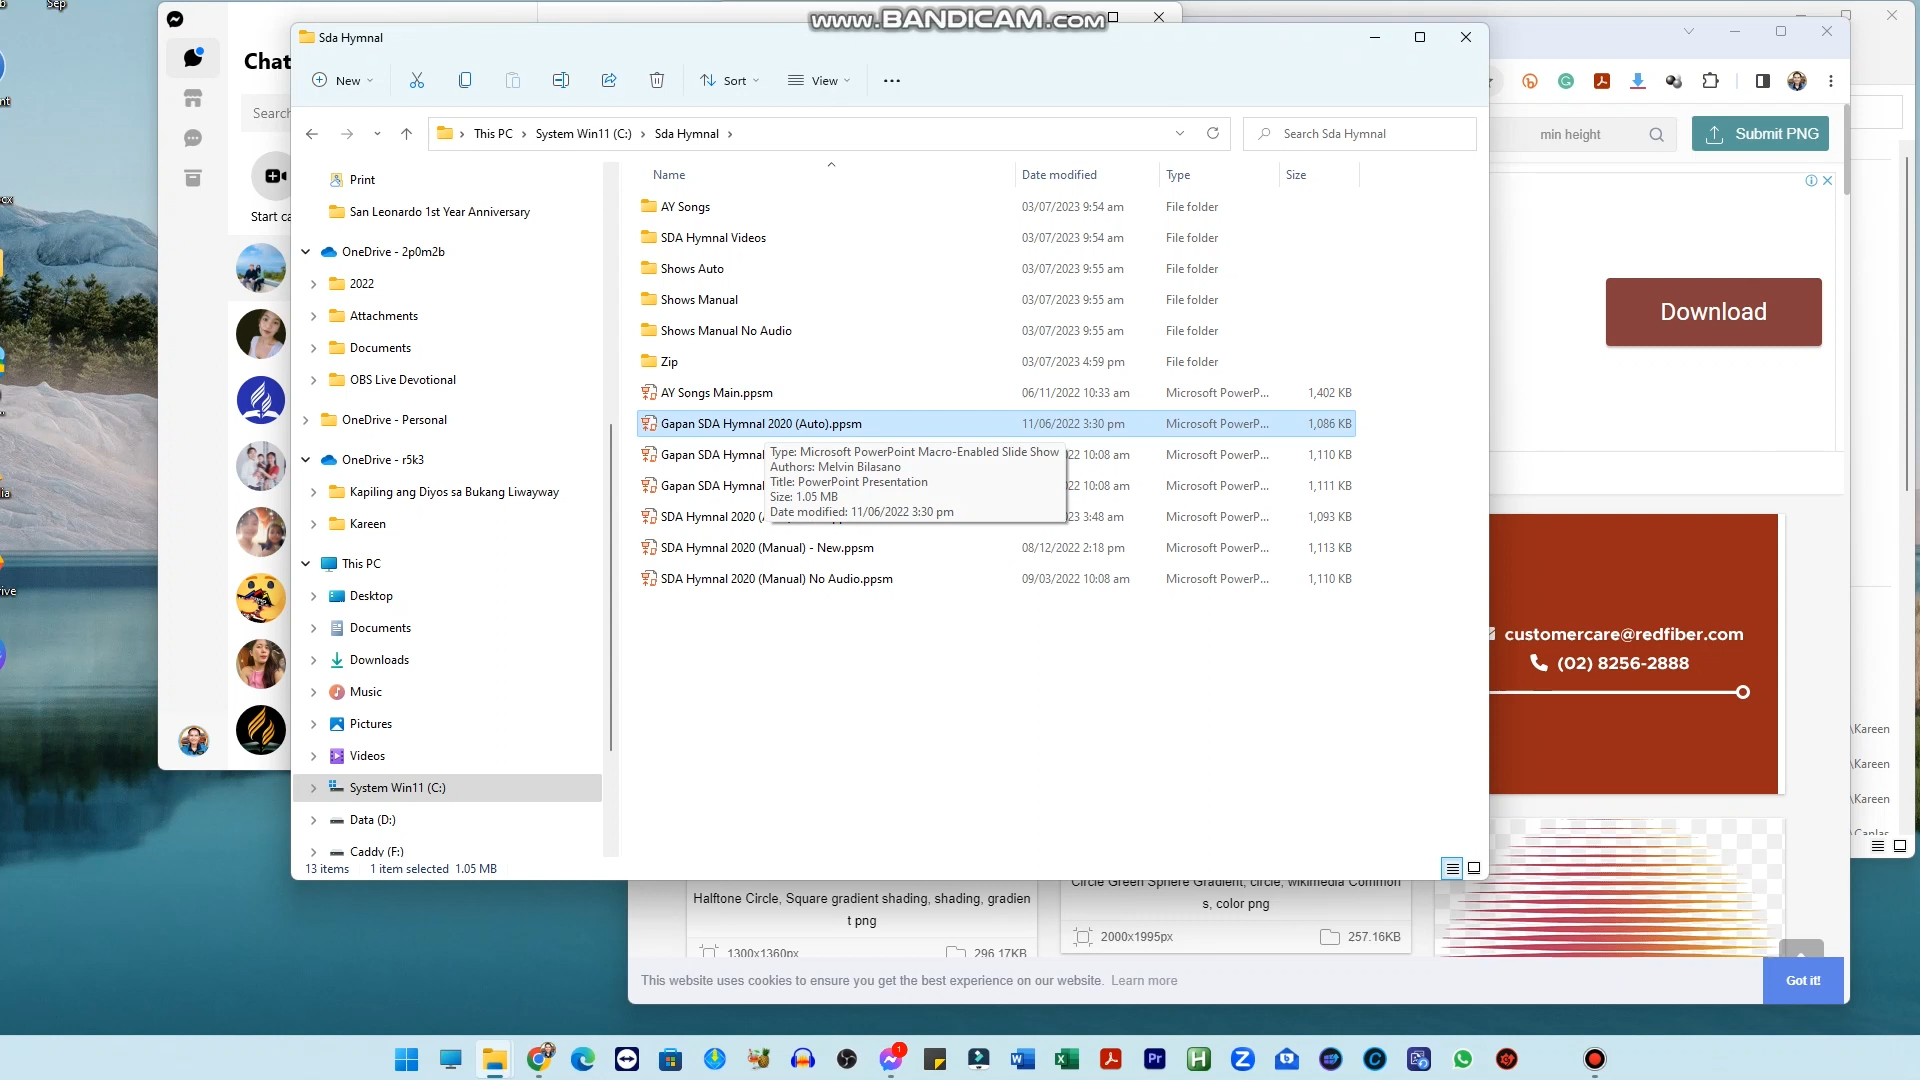 Sep
www.BANDICAM.com
Chat
Search
Start ca
Sda Hymnal
New
Sort
View
This PC
System Win11 (C:)
Sda Hymnal
Search Sda Hymnal
Print
San Leonardo 1st Year Anniversary
OneDrive - 2p0m2b
2022
Attachments
Documents
OBS Live Devotional
OneDrive - Personal
OneDrive - r5k3
Kapiling ang Diyos sa Bukang Liwayway
Kareen
This PC
Desktop
Documents
Downloads
Music
Pictures
Videos
System Win11 (C:)
Data (D:)
Caddy (F:)
Name Date modified Type Size
AY Songs 03/07/2023 9:54 am File folder
SDA Hymnal Videos 03/07/2023 9:54 am File folder
Shows Auto 03/07/2023 9:55 am File folder
Shows Manual 03/07/2023 9:55 am File folder
Shows Manual No Audio 03/07/2023 9:55 am File folder
Zip 03/07/2023 4:59 pm File folder
AY Songs Main.ppsm 06/11/2022 10:33 am Microsoft PowerP... 1,402 KB
Gapan SDA Hymnal 2020 (Auto).ppsm 11/06/2022 3:30 pm Microsoft PowerP... 1,086 KB
Gapan SDA Hymnal 22 10:08 am Microsoft PowerP... 1,110 KB
Gapan SDA Hymnal 22 10:08 am Microsoft PowerP... 1,111 KB
SDA Hymnal 2020 ( 23 3:48 am Microsoft PowerP... 1,093 KB
SDA Hymnal 2020 (Manual) - New.ppsm 08/12/2022 2:18 pm Microsoft PowerP... 1,113 KB
SDA Hymnal 2020 (Manual) No Audio.ppsm 09/03/2022 10:08 am Microsoft PowerP... 1,110 KB
Type: Microsoft PowerPoint Macro-Enabled Slide Show
Authors: Melvin Bilasano
Title: PowerPoint Presentation
Size: 1.05 MB
Date modified: 11/06/2022 3:30 pm
13 items 1 item selected 1.05 MB
min height
Submit PNG
Download
customercare@redfiber.com
(02) 8256-2888
\Kareen
\Kareen
\Kareen
Halftone Circle, Square gradient shading, shading, gradien
t png
1300x1360px 296.17KB
Circle Green Sphere Gradient, circle, wikimedia Common
s, color png
2000x1995px 257.16KB
This website uses cookies to ensure you get the best experience on our website. Learn more
Got it!
1